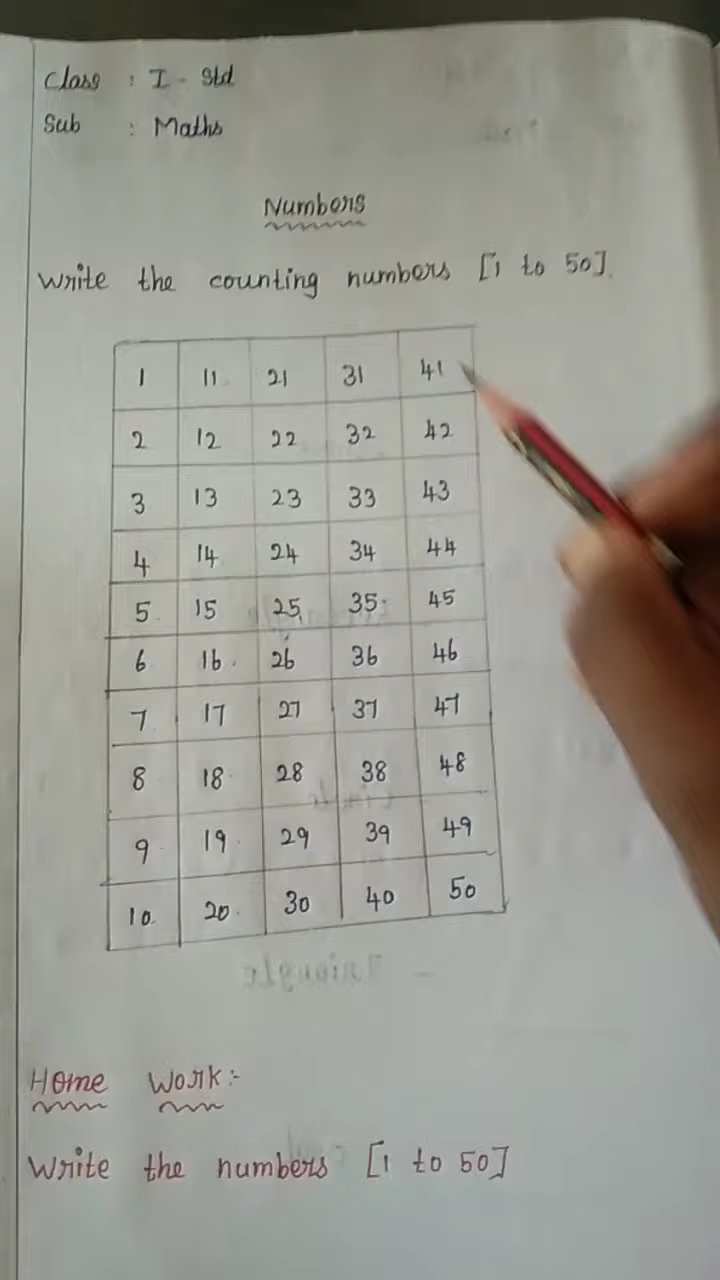 Class : I - Std
Sub : Maths
Numbers
Write the counting numbers [1 to 50].
1 11 21 31 41
2 12 22 32 42
3 13 23 33 43
4 14 24 34 44
5 15 25 35 45
6 16 26 36 46
7 17 27 37 47
8 18 28 38 48
9 19 29 39 49
10 20 30 40 50
Home Work:-
Write the numbers [1 to 50]